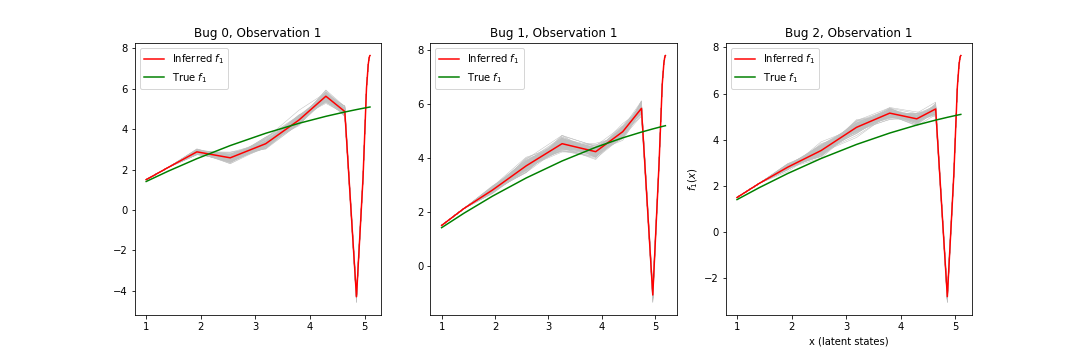 Bug 0, Observation 1
Inferred f₁
True f₁
8
6
4
2
0
−2
−4
1 2 3 4 5
Bug 1, Observation 1
Inferred f₁
True f₁
8
6
4
2
0
1 2 3 4 5
Bug 2, Observation 1
Inferred f₁
True f₁
f₁(x)
8
6
4
2
0
−2
1 2 3 4 5
x (latent states)